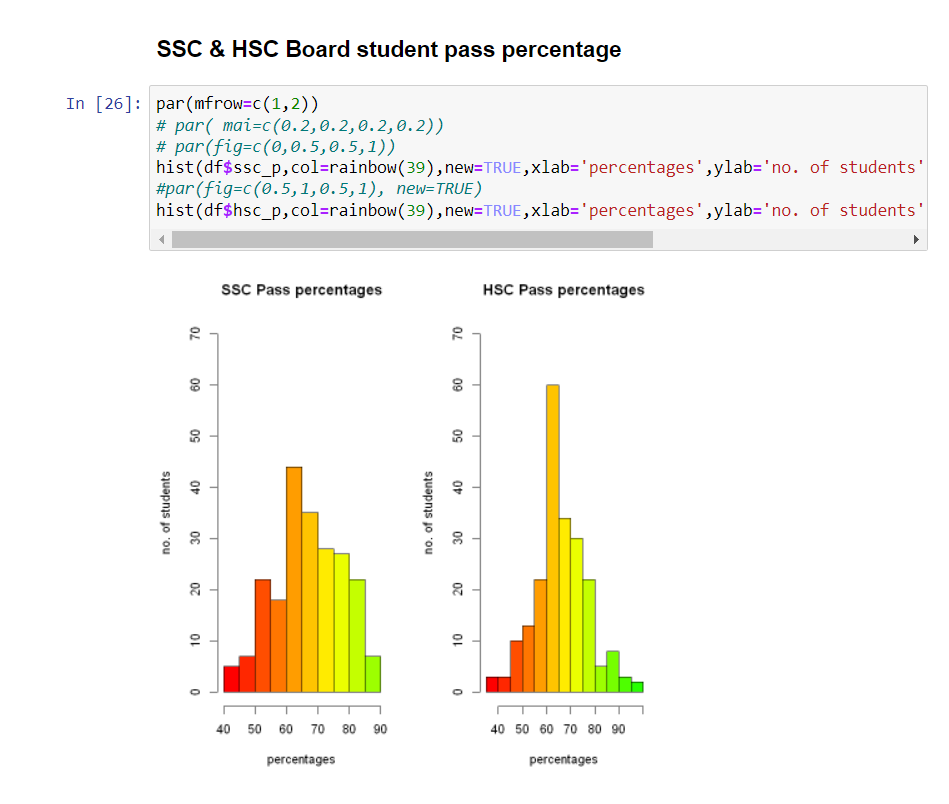 SSC & HSC Board student pass percentage
In [26]: par(mfrow=c(1,2))
# par( mai=c(0.2,0.2,0.2,0.2))
# par(fig=c(0,0.5,0.5,1))
hist(df$ssc_p,col=rainbow(39),new=TRUE,xlab='percentages',ylab='no. of students'
#par(fig=c(0.5,1,0.5,1), new=TRUE)
hist(df$hsc_p,col=rainbow(39),new=TRUE,xlab='percentages',ylab='no. of students'
SSC Pass percentages
no. of students
70
60
50
40
30
20
10
0
40 50 60 70 80 90
percentages
HSC Pass percentages
no. of students
70
60
50
40
30
20
10
0
40 50 60 70 80 90
percentages